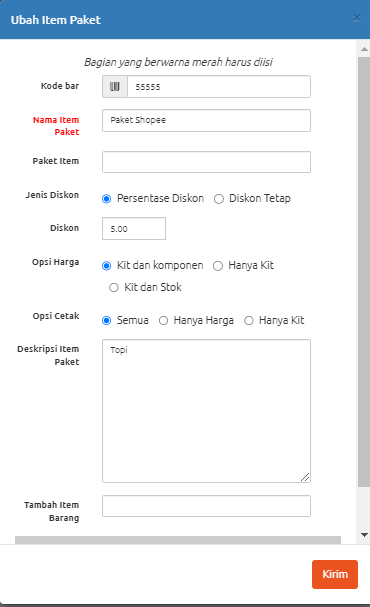 Ubah Item Paket
×
Bagian yang berwarna merah harus diisi
Kode bar
55555
Nama Item
Paket
Paket Shopee
Paket Item
Jenis Diskon
Persentase Diskon
Diskon Tetap
Diskon
5.00
Opsi Harga
Kit dan komponen
Hanya Kit
Kit dan Stok
Opsi Cetak
Semua
Hanya Harga
Hanya Kit
Deskripsi Item
Paket
Topi
Tambah Item
Barang
Kirim